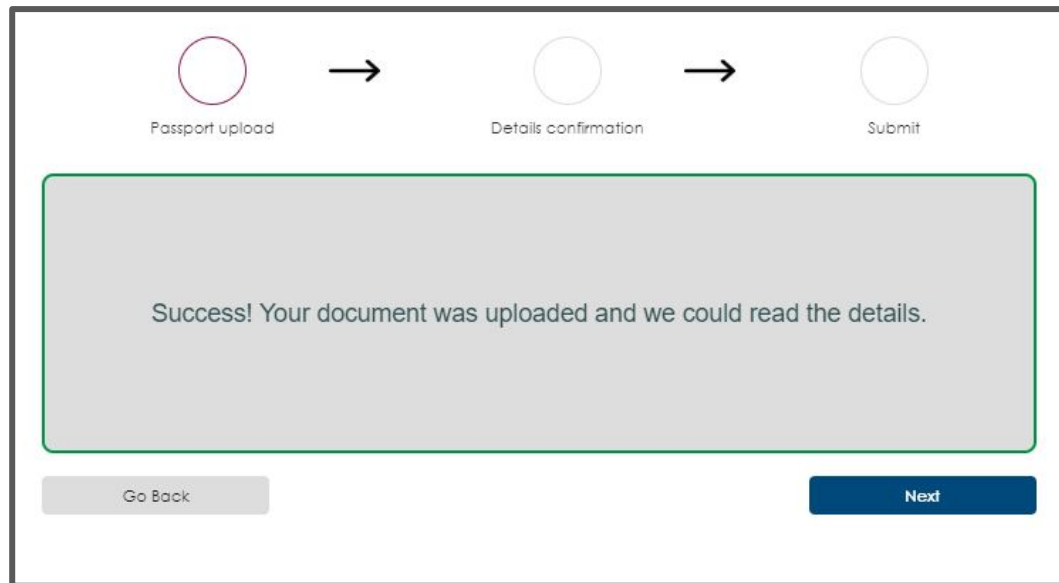 Passport upload
Details confirmation
Submit
Success! Your document was uploaded and we could read the details.
Go Back
Next